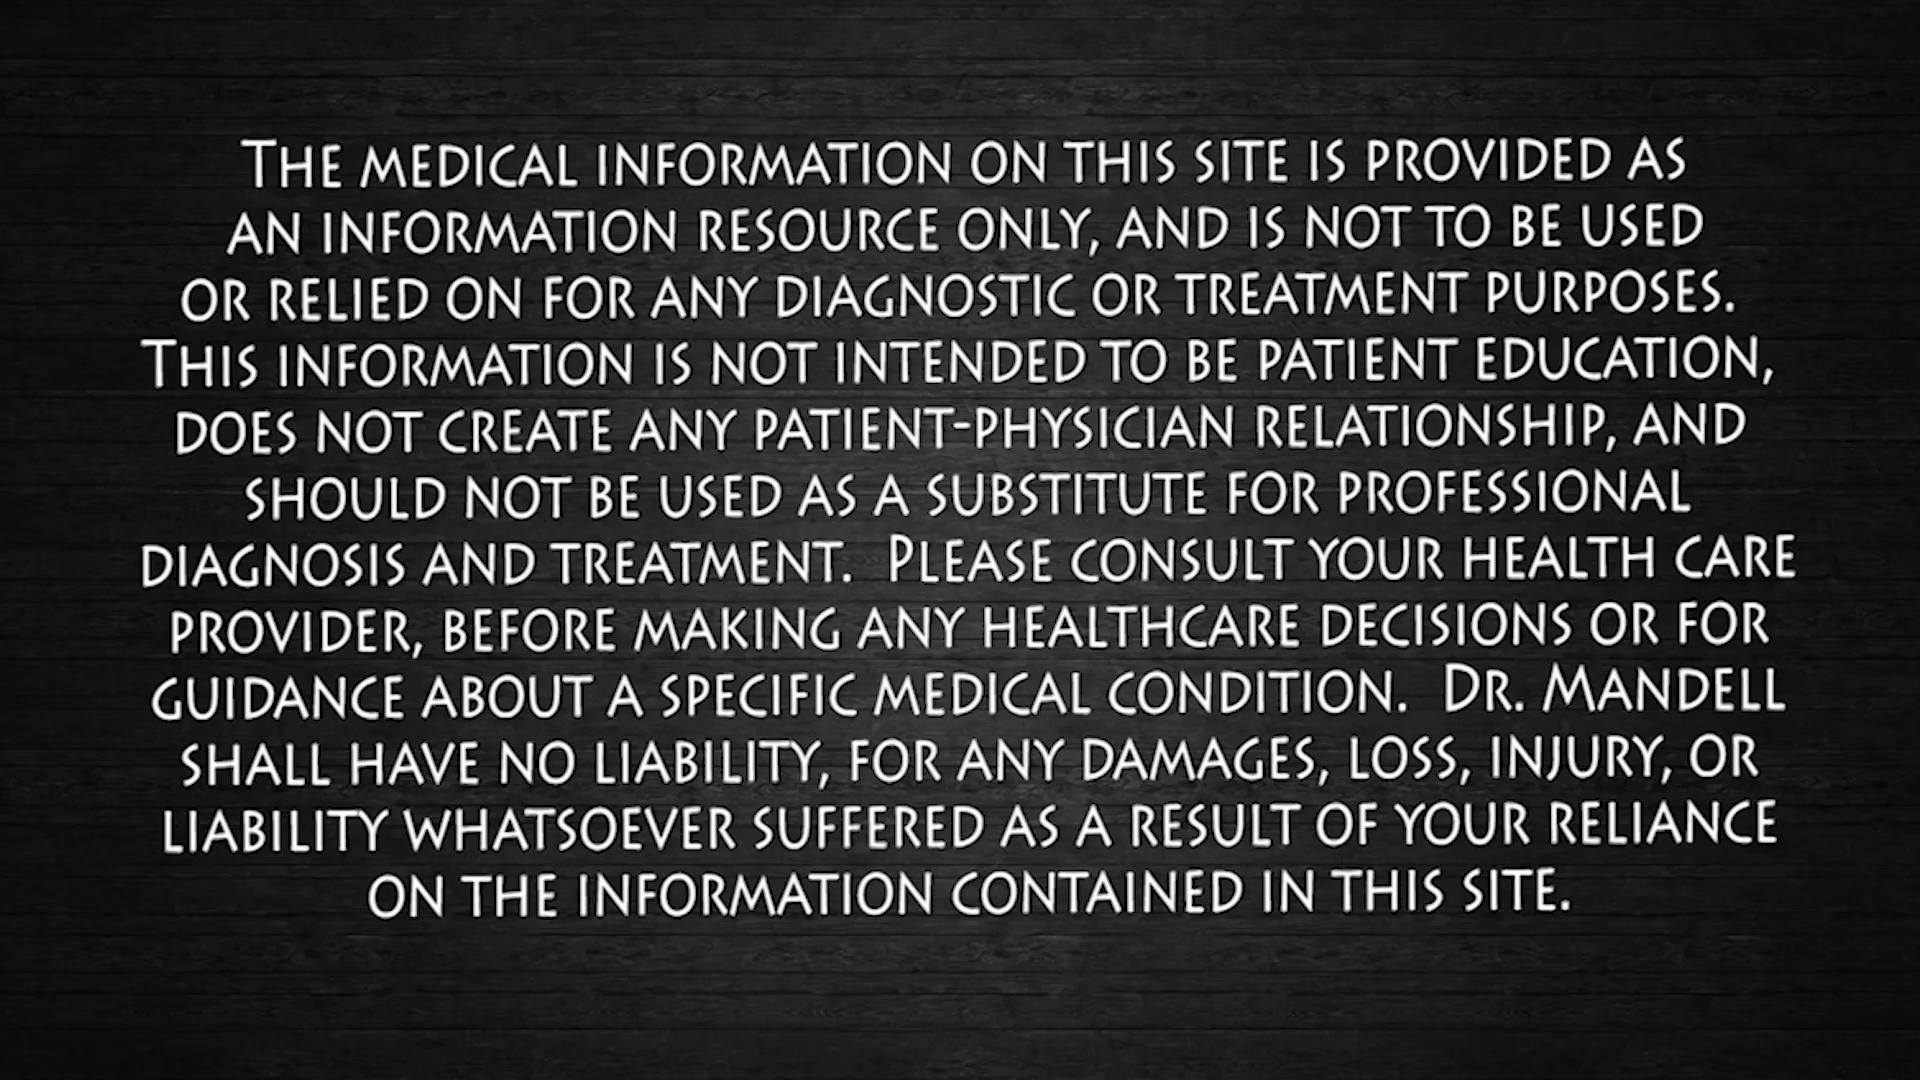 The medical information on this site is provided as
an information resource only, and is not to be used
or relied on for any diagnostic or treatment purposes.
This information is not intended to be patient education,
does not create any patient-physician relationship, and
should not be used as a substitute for professional
diagnosis and treatment.  Please consult your health care
provider, before making any healthcare decisions or for
guidance about a specific medical condition.  Dr. Mandell
shall have no liability, for any damages, loss, injury, or
liability whatsoever suffered as a result of your reliance
on the information contained in this site.